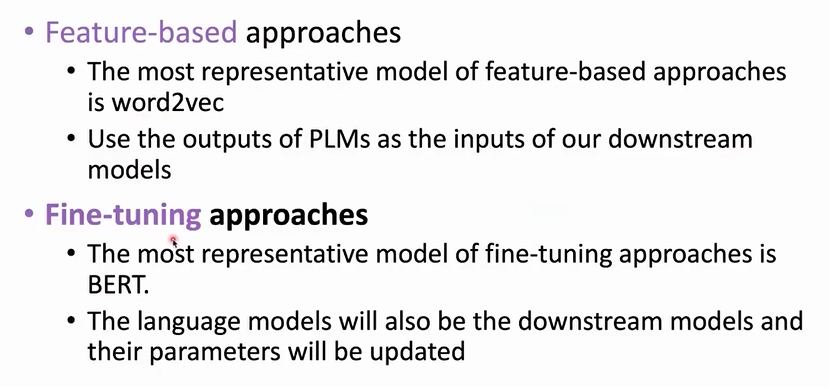 • Feature-based approaches
• The most representative model of feature-based approaches
is word2vec
• Use the outputs of PLMs as the inputs of our downstream
models
• Fine-tuning approaches
• The most representative model of fine-tuning approaches is
BERT.
• The language models will also be the downstream models and
their parameters will be updated